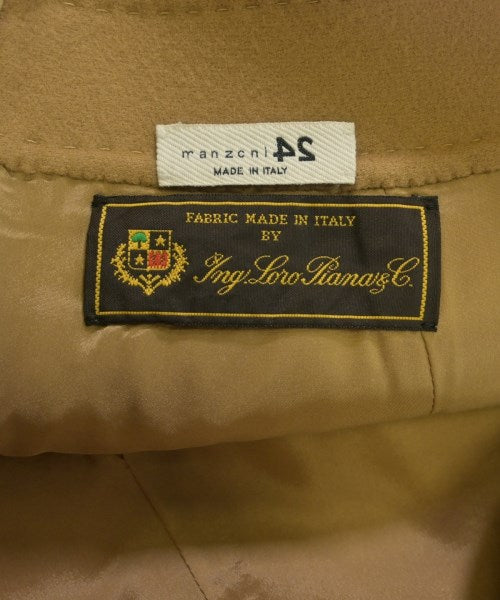 manzoni 24
MADE IN ITALY
FABRIC MADE IN ITALY
BY
Ing. Loro Piana & C.